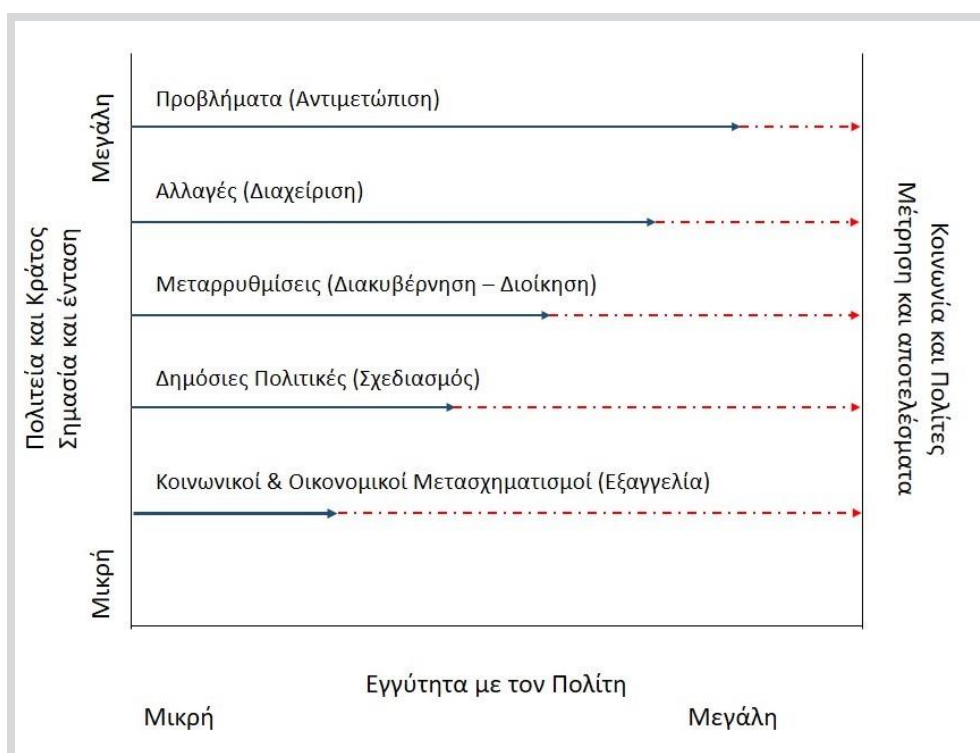 Μεγάλη
Προβλήματα (Αντιμετώπιση)
Αλλαγές (Διαχείριση)
Μεταρρυθμίσεις (Διακυβέρνηση – Διοίκηση)
Δημόσιες Πολιτικές (Σχεδιασμός)
Κοινωνικοί & Οικονομικοί Μετασχηματισμοί (Εξαγγελία)
Πολιτεία και Κράτος
Σημασία και ένταση
Μικρή
Κοινωνία και Πολίτες
Μέτρηση και αποτελέσματα
Εγγύτητα με τον Πολίτη
Μικρή
Μεγάλη